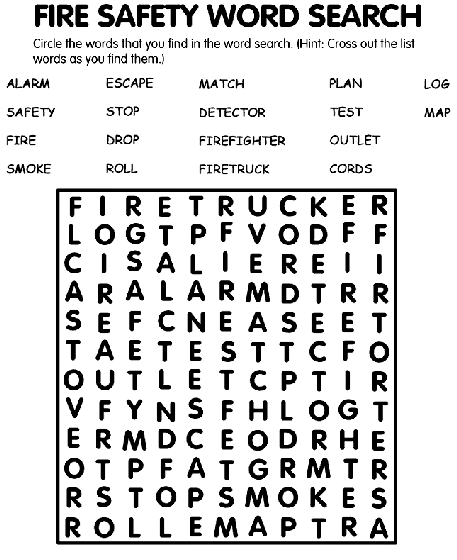 FIRE SAFETY WORD SEARCH
Circle the words that you find in the word search. (Hint: Cross out the list
words as you find them.)
ALARM ESCAPE MATCH PLAN LOG
SAFETY STOP DETECTOR TEST MAP
FIRE DROP FIREFIGHTER OUTLET
SMOKE ROLL FIRETRUCK CORDS
F I R E T R U C K E R
L O G T P F V O D F F
C I S A L I E R E I I
A R A L A R M D T R R
S E F C N E A S E E T
T A E T E S T T C F O
O U T L E T C P T I R
V F Y N S F H L O G T
E R M D C E O D R H E
O T P F A T G R M T R
R S T O P S M O K E S
R O L L E M A P T R A